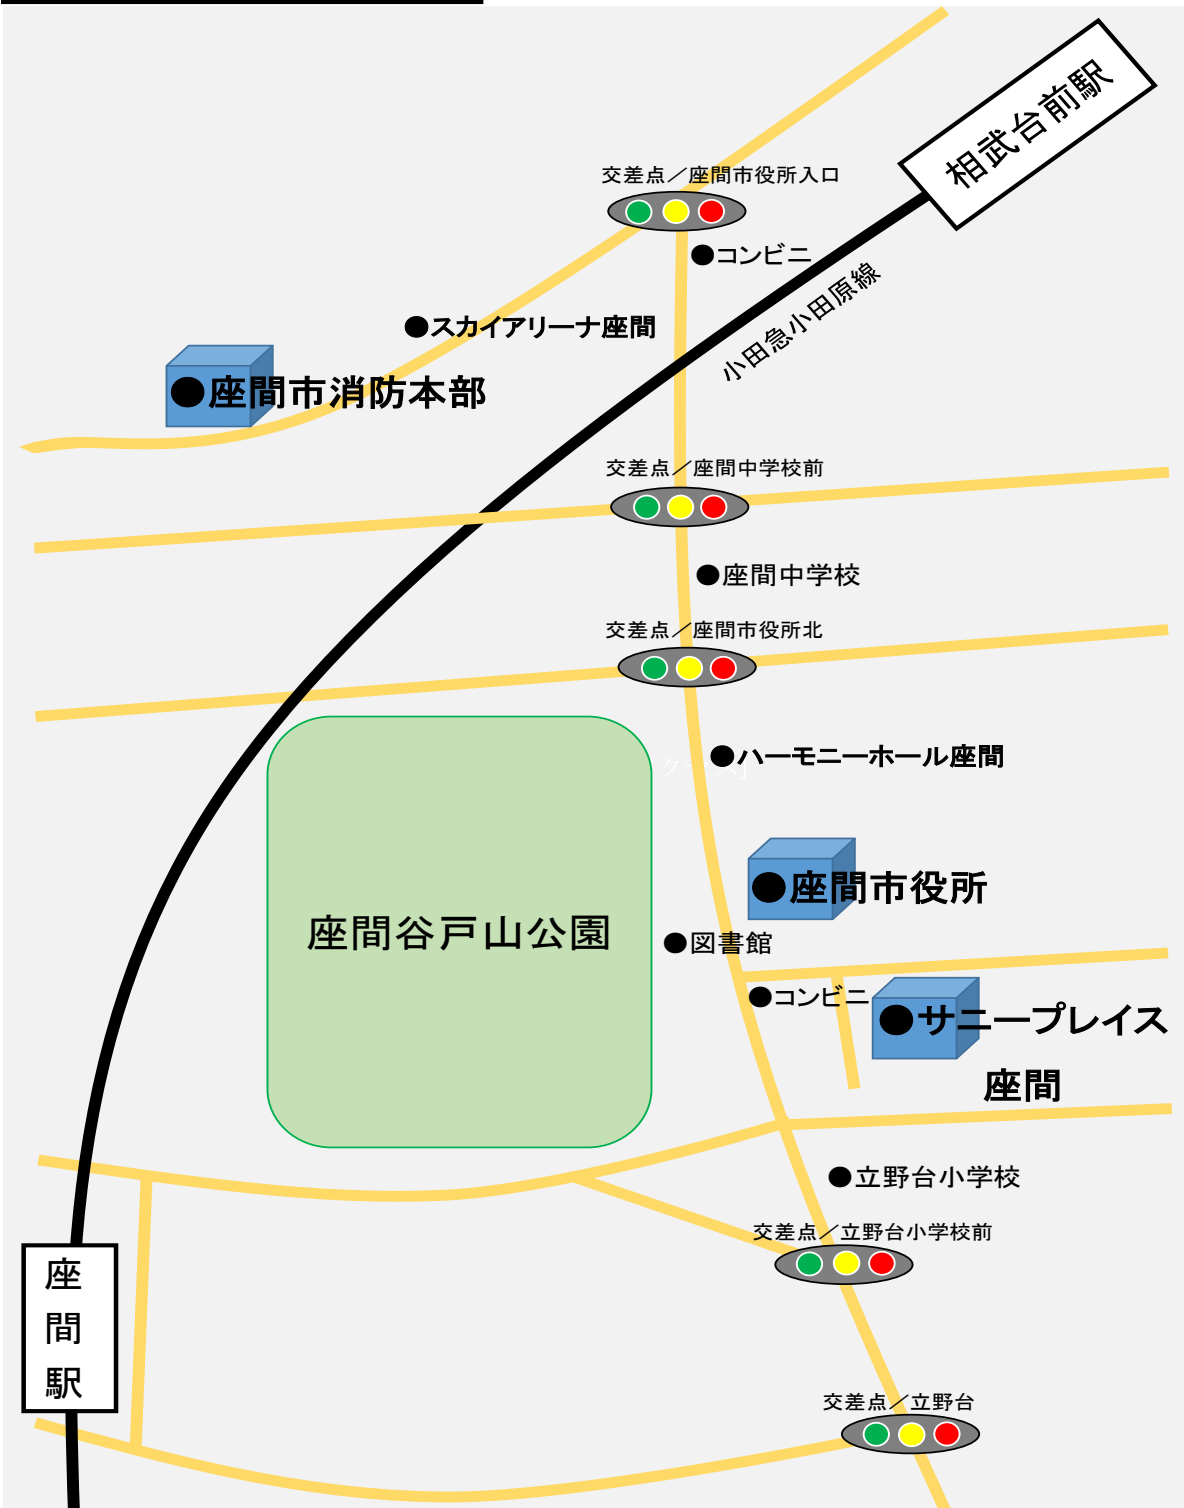 相武台前駅
交差点／座間市役所入口
●コンビニ
小田急小田原線
●スカイアリーナ座間
●座間市消防本部
交差点／座間中学校前
●座間中学校
交差点／座間市役所北
●ハーモニーホール座間
●座間市役所
座間谷戸山公園
●図書館
●コンビニ
●サニープレイス
座間
●立野台小学校
交差点／立野台小学校前
座間駅
交差点／立野台